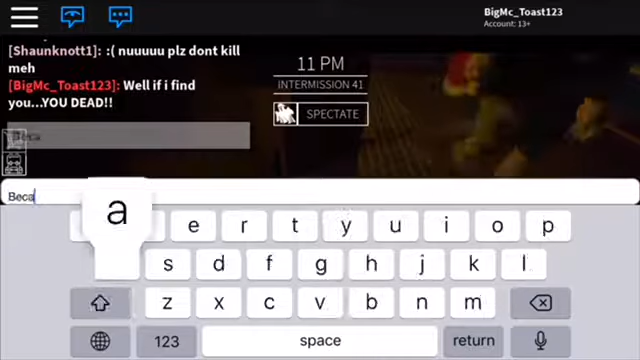 BigMc_Toast123
Account: 13+
[Shaunknott1]: :( nuuuuu plz dont kill
meh
[BigMc_Toast123]: Well if i find
you...YOU DEAD!!
11 PM
INTERMISSION 41
SPECTATE
Beca
Beca
a
e r t y u i o p
s d f g h j k l
z x c v b n m
123 space return